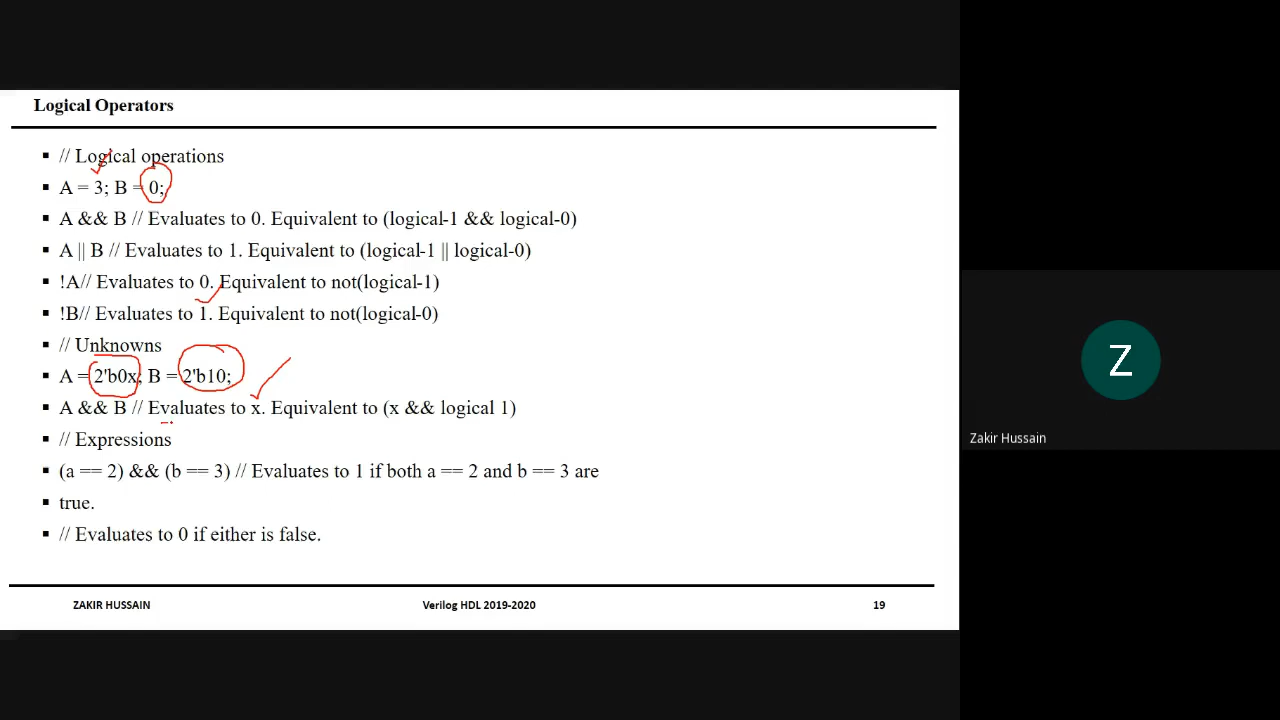 Logical Operators
▪ // Logical operations
▪ A = 3; B = 0;
▪ A && B // Evaluates to 0. Equivalent to (logical-1 && logical-0)
▪ A || B // Evaluates to 1. Equivalent to (logical-1 || logical-0)
▪ !A// Evaluates to 0. Equivalent to not(logical-1)
▪ !B// Evaluates to 1. Equivalent to not(logical-0)
▪ // Unknowns
▪ A = 2'b0x; B = 2'b10;
▪ A && B // Evaluates to x. Equivalent to (x && logical 1)
▪ // Expressions
▪ (a == 2) && (b == 3) // Evaluates to 1 if both a == 2 and b == 3 are
▪ true.
▪ // Evaluates to 0 if either is false.
ZAKIR HUSSAIN Verilog HDL 2019-2020 19
Z
Zakir Hussain